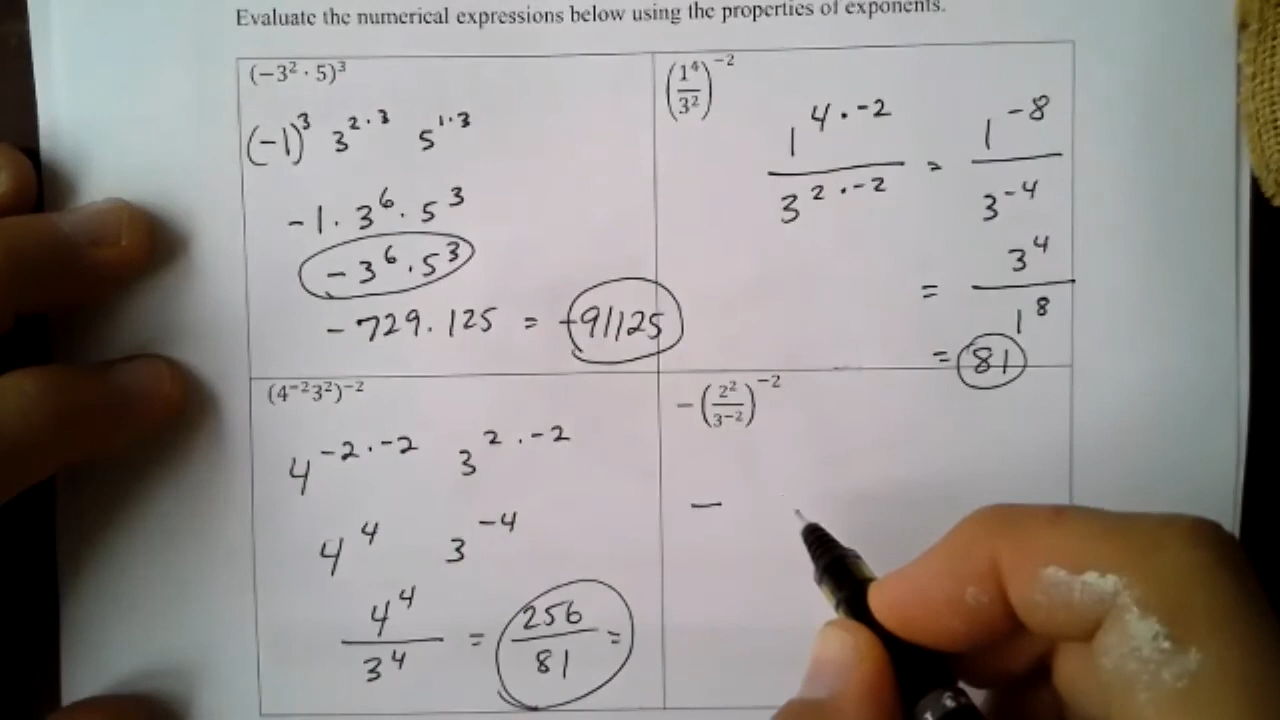 Evaluate the numerical expressions below using the properties of exponents.
(−3² · 5)³
(-1)³ 3^{2·3} 5^{1·3}
-1 · 3⁶ · 5³
-3⁶ · 5³
-729 · 125 = -91125
(1⁴/3²)⁻²
1^{4·-2}/3^{2·-2} = 1⁻⁸/3⁻⁴
= 3⁴/1⁸
= 81
(4⁻²3²)⁻²
4^{-2·-2} 3^{2·-2}
4⁴ 3⁻⁴
4⁴/3⁴ = 256/81 =
−(2²/3⁻²)⁻²
-